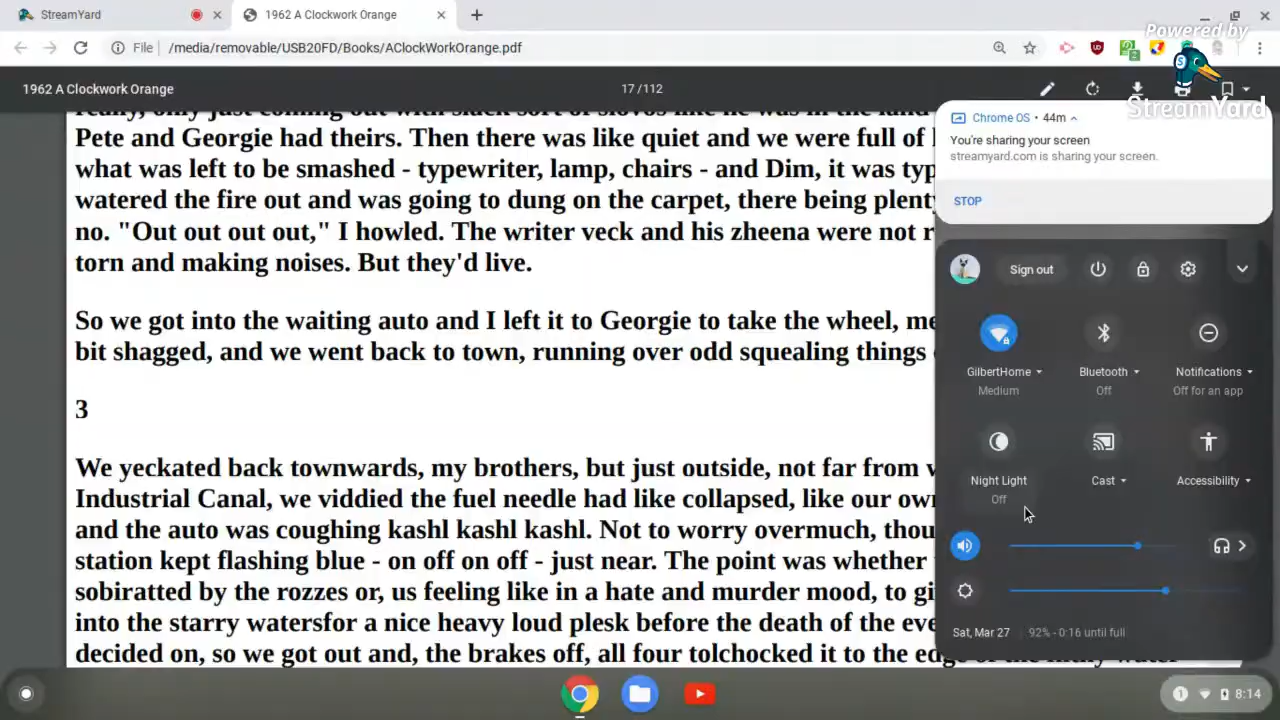 StreamYard
1962 A Clockwork Orange
File
/media/removable/USB20FD/Books/AClockWorkOrange.pdf
Powered by
StreamYard
1962 A Clockwork Orange
17 / 112
Pete and Georgie had theirs. Then there was like quiet and we were full of
what was left to be smashed - typewriter, lamp, chairs - and Dim, it was
watered the fire out and was going to dung on the carpet, there being
no. "Out out out out," I howled. The writer veck and his zheena were not
torn and making noises. But they'd live.
So we got into the waiting auto and I left it to Georgie to take the wheel,
bit shagged, and we went back to town, running over odd squealing things
3
We yeckated back townwards, my brothers, but just outside, not far from
Industrial Canal, we viddied the fuel needle had like collapsed, like our
and the auto was coughing kashl kashl kashl. Not to worry overmuch,
station kept flashing blue - on off on off - just near. The point was whether
sobiratted by the rozzes or, us feeling like in a hate and murder mood, to
into the starry watersfor a nice heavy loud plesk before the death of the
decided on, so we got out and, the brakes off, all four tolchocked it to the
Chrome OS • 44m
You're sharing your screen
streamyard.com is sharing your screen.
STOP
Sign out
GilbertHome Bluetooth Notifications
Medium Off Off for an app
Night Light Cast Accessibility
Off
Sat, Mar 27 92% - 0:16 until full
1 8:14